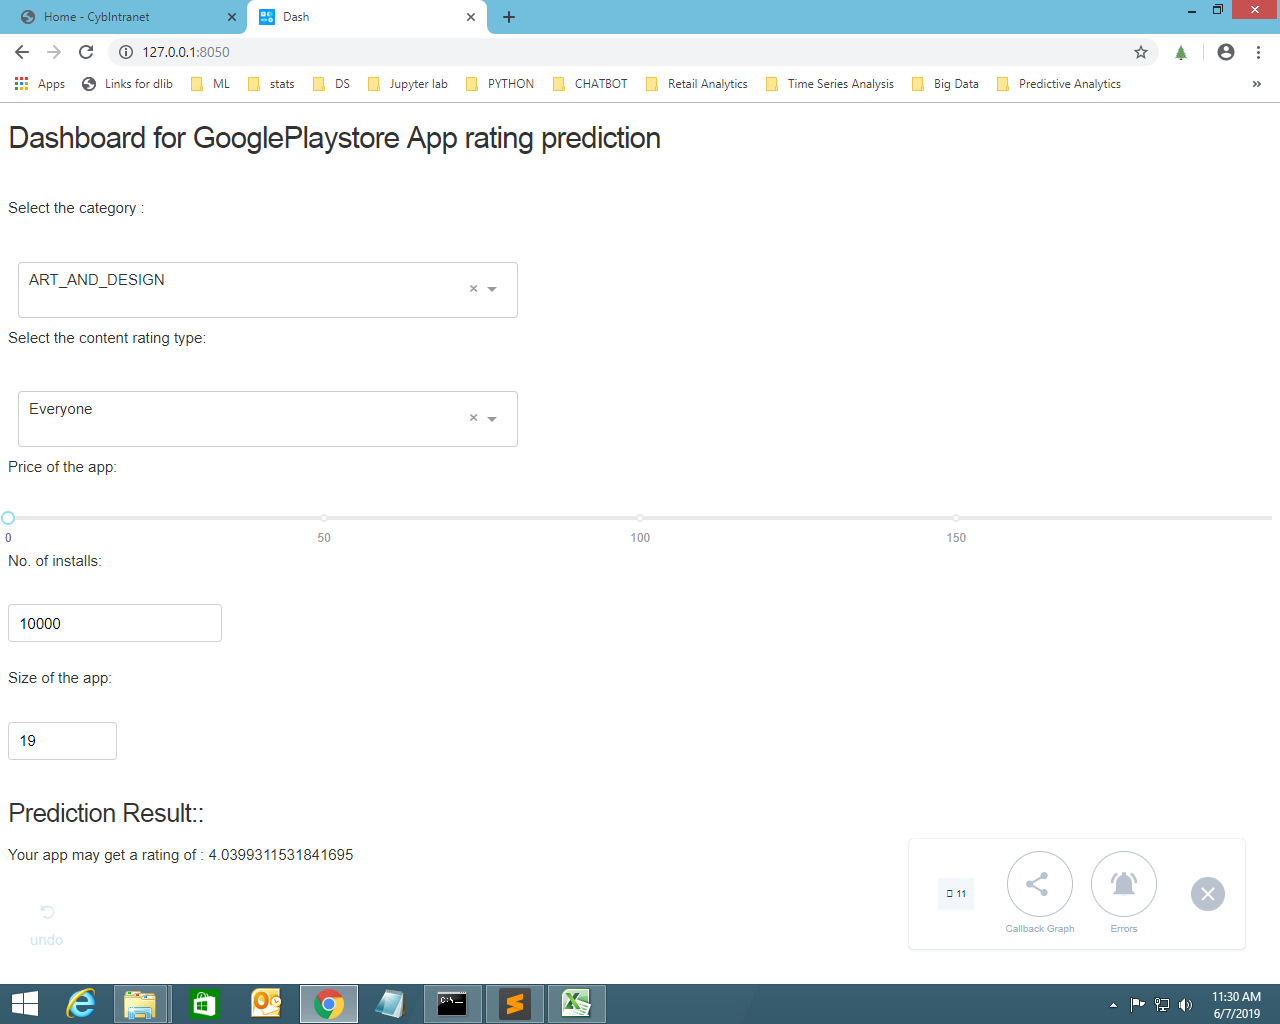 Home - CybIntranet
Dash
127.0.0.1:8050
Apps
Links for dlib
ML
stats
DS
Jupyter lab
PYTHON
CHATBOT
Retail Analytics
Time Series Analysis
Big Data
Predictive Analytics
»
Dashboard for GooglePlaystore App rating prediction
Select the category :
ART_AND_DESIGN
Select the content rating type:
Everyone
Price of the app:
0
50
100
150
No. of installs:
10000
Size of the app:
19
Prediction Result::
Your app may get a rating of : 4.0399311531841695
undo
11
Callback Graph
Errors
C:\_
11:30 AM
6/7/2019